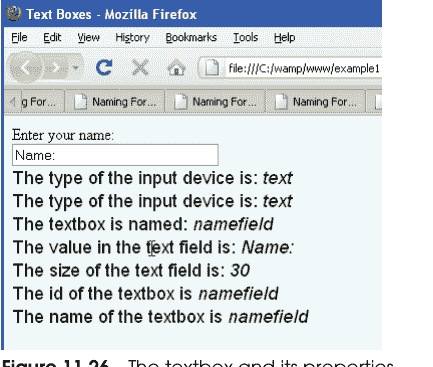 Text Boxes - Mozilla Firefox
File Edit View History Bookmarks Tools Help
file:///C:/wamp/www/example1
g For... Naming For... Naming For... Naming For...
Enter your name:
Name:
The type of the input device is: text
The type of the input device is: text
The textbox is named: namefield
The value in the text field is: Name:
The size of the text field is: 30
The id of the textbox is namefield
The name of the textbox is namefield
Figure 11.26 The textbox and its properties